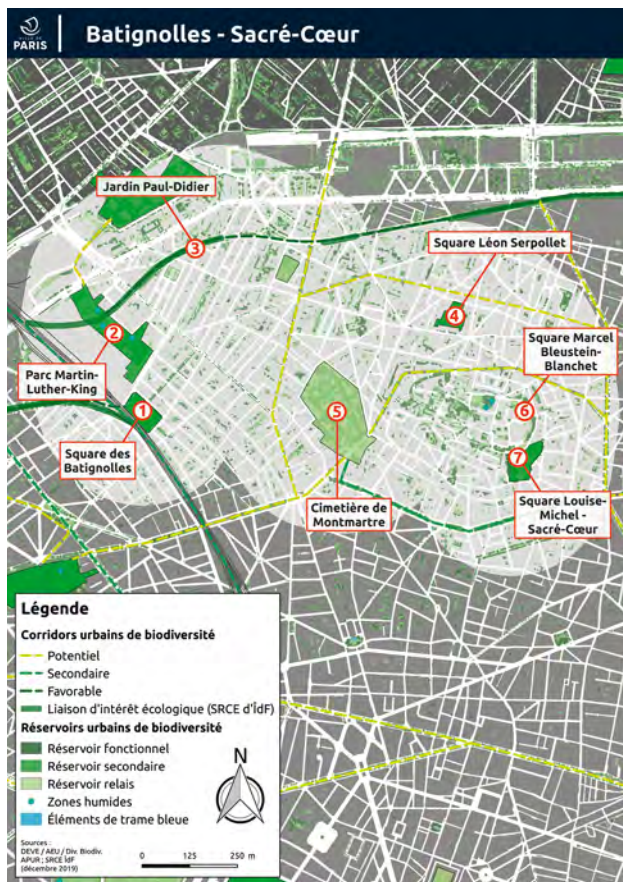 VILLE DE
PARIS
Batignolles - Sacré-Cœur
Jardin Paul-Didier
3
Square Léon Serpollet
4
2
Parc Martin-
Luther-King
Square Marcel
Bleustein-
Blanchet
1
Square des
Batignolles
5
Cimetière de
Montmartre
6
7
Square Louise-
Michel -
Sacré-Cœur
Légende
Corridors urbains de biodiversité
Potentiel
Secondaire
Favorable
Liaison d'intérêt écologique (SRCE d'ÎdF)
Réservoirs urbains de biodiversité
Réservoir fonctionnel
Réservoir secondaire
Réservoir relais
Zones humides
Éléments de trame bleue
N
Sources :
DEVE / AEU / Div. Biodiv.
APUR ; SRCE ÎdF
(décembre 2019)
0 125 250 m